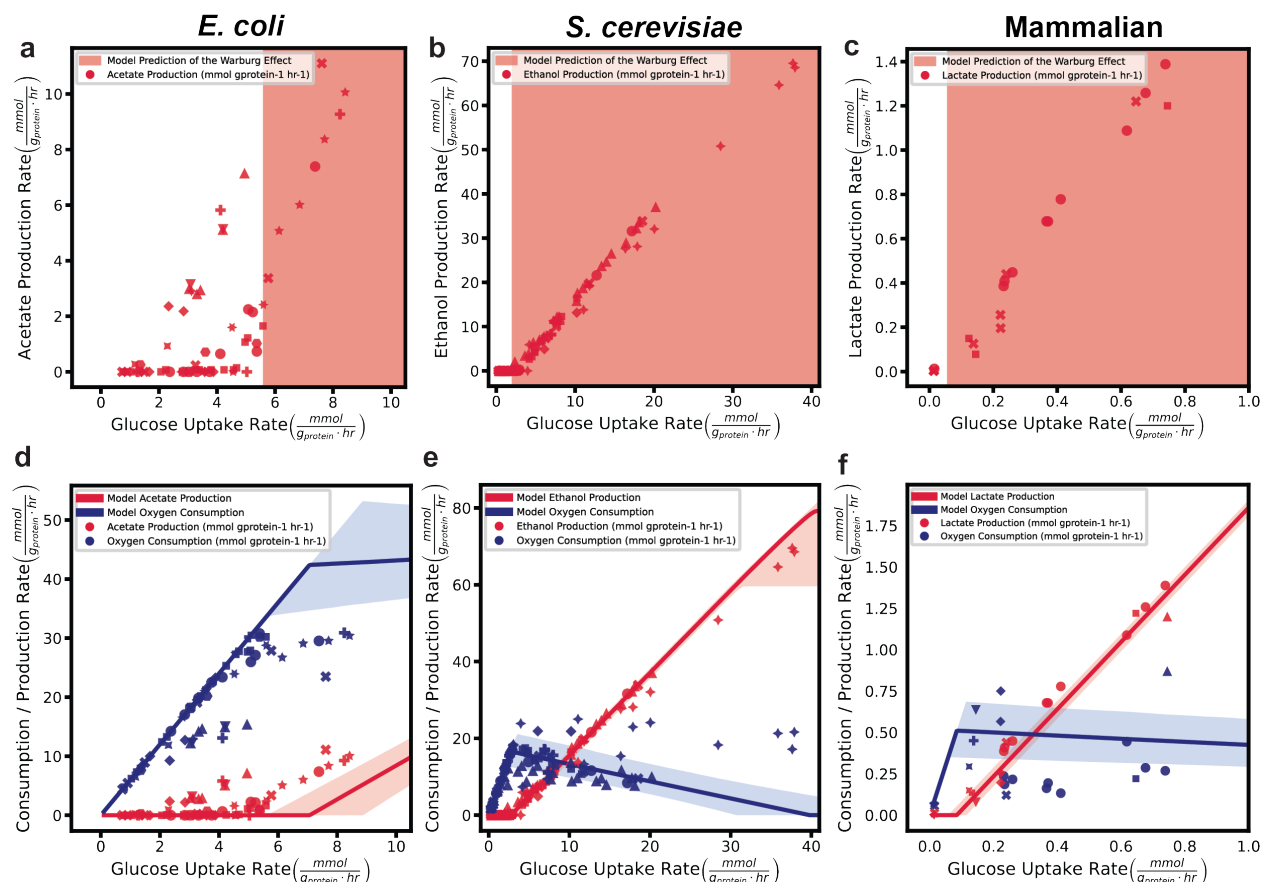 E. coli
S. cerevisiae
Mammalian
a
Model Prediction of the Warburg Effect
Acetate Production (mmol gprotein-1 hr-1)
Acetate Production Rate(mmol/g_protein · hr)
0
2
4
6
8
10
0
2
4
6
8
10
Glucose Uptake Rate(mmol/g_protein · hr)
b
Model Prediction of the Warburg Effect
Ethanol Production (mmol gprotein-1 hr-1)
Ethanol Production Rate(mmol/g_protein · hr)
70
60
50
40
30
20
10
0
0
10
20
30
40
Glucose Uptake Rate(mmol/g_protein · hr)
c
Model Prediction of the Warburg Effect
Lactate Production (mmol gprotein-1 hr-1)
Lactate Production Rate(mmol/g_protein · hr)
1.4
1.2
1.0
0.8
0.6
0.4
0.2
0.0
0.0
0.2
0.4
0.6
0.8
1.0
Glucose Uptake Rate(mmol/g_protein · hr)
d
Model Acetate Production
Model Oxygen Consumption
Acetate Production (mmol gprotein-1 hr-1)
Oxygen Consumption (mmol gprotein-1 hr-1)
Consumption / Production Rate(mmol/g_protein · hr)
50
40
30
20
10
0
0
2
4
6
8
10
Glucose Uptake Rate(mmol/g_protein · hr)
e
Model Ethanol Production
Model Oxygen Consumption
Ethanol Production (mmol gprotein-1 hr-1)
Oxygen Consumption (mmol gprotein-1 hr-1)
Consumption / Production Rate(mmol/g_protein · hr)
80
60
40
20
0
0
10
20
30
40
Glucose Uptake Rate(mmol/g_protein · hr)
f
Model Lactate Production
Model Oxygen Consumption
Lactate Production (mmol gprotein-1 hr-1)
Oxygen Consumption (mmol gprotein-1 hr-1)
Consumption / Production Rate(mmol/g_protein · hr)
1.75
1.50
1.25
1.00
0.75
0.50
0.25
0.00
0.0
0.2
0.4
0.6
0.8
1.0
Glucose Uptake Rate(mmol/g_protein · hr)